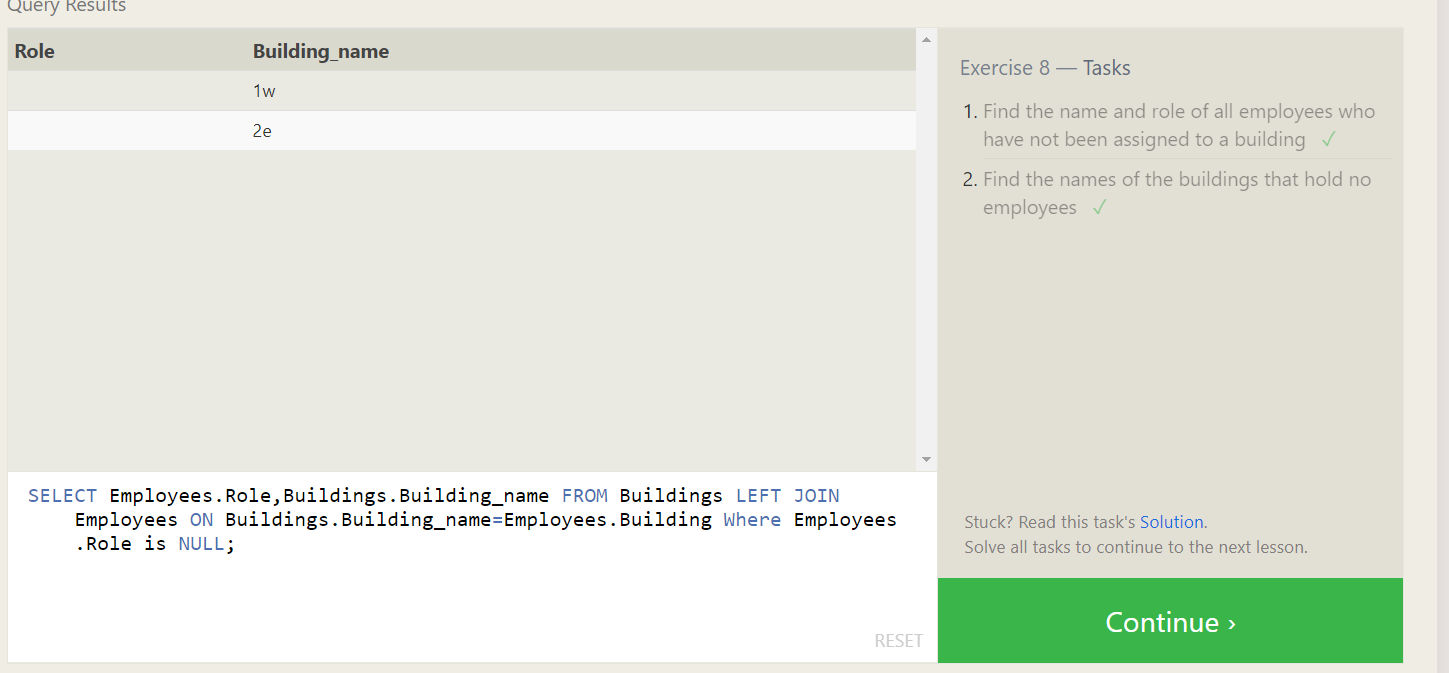 Query Results
Role Building_name
1w
2e
SELECT Employees.Role,Buildings.Building_name FROM Buildings LEFT JOIN
Employees ON Buildings.Building_name=Employees.Building Where Employees
.Role is NULL;
RESET
Exercise 8 — Tasks
1. Find the name and role of all employees who
have not been assigned to a building ✓
2. Find the names of the buildings that hold no
employees ✓
Stuck? Read this task's Solution.
Solve all tasks to continue to the next lesson.
Continue ›